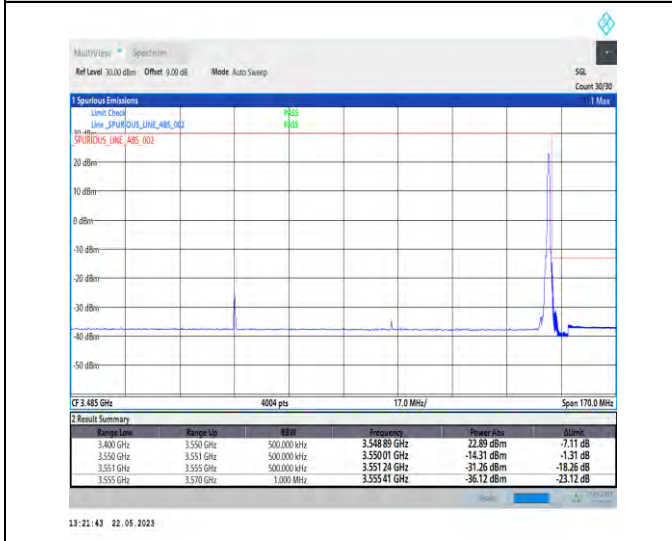 MultiView Spectrum
Ref Level 30.00 dBm Offset 9.00 dB Mode Auto Sweep SGL
Count 30/30
1 Spurious Emissions 1 Max
Limit Check PASS
Line _SPURIOUS_LINE_ABS_002 PASS
30 dBm
_SPURIOUS_LINE_ABS_002
20 dBm
10 dBm
0 dBm
-10 dBm
-20 dBm
-30 dBm
-40 dBm
-50 dBm
CF 3.485 GHz 4004 pts 17.0 MHz/ Span 170.0 MHz
2 Result Summary
Range Low Range Up RBW Frequency Power Abs ΔLimit
3.400 GHz 3.550 GHz 500.000 kHz 3.548 89 GHz 22.89 dBm -7.11 dB
3.550 GHz 3.551 GHz 500.000 kHz 3.55001 GHz -14.31 dBm -1.31 dB
3.551 GHz 3.555 GHz 500.000 kHz 3.551 24 GHz -31.26 dBm -18.26 dB
3.555 GHz 3.570 GHz 1.000 MHz 3.555 41 GHz -36.12 dBm -23.12 dB
13:21:43 22.05.2023